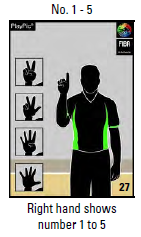 No. 1 - 5
PlayPic®
FIBA
27
Right hand shows
number 1 to 5